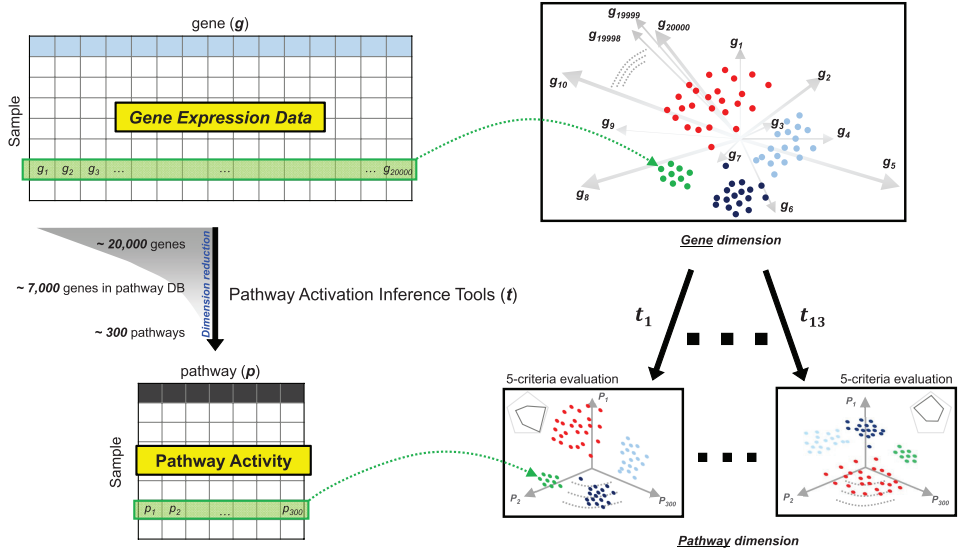 gene (g)
Sample
Gene Expression Data
g1 g2 g3 ... ... ... g20000
g19999
g19998
g20000
g1
g2
g10
g9
g3
g4
g7
g5
g8
g6
Gene dimension
~ 20,000 genes
~ 7,000 genes in pathway DB
~ 300 pathways
Dimension reduction
Pathway Activation Inference Tools (t)
t1
t13
pathway (p)
Sample
Pathway Activity
p1 p2 ... p300
5-criteria evaluation
P1
P2
P300
5-criteria evaluation
P1
P2
P300
Pathway dimension